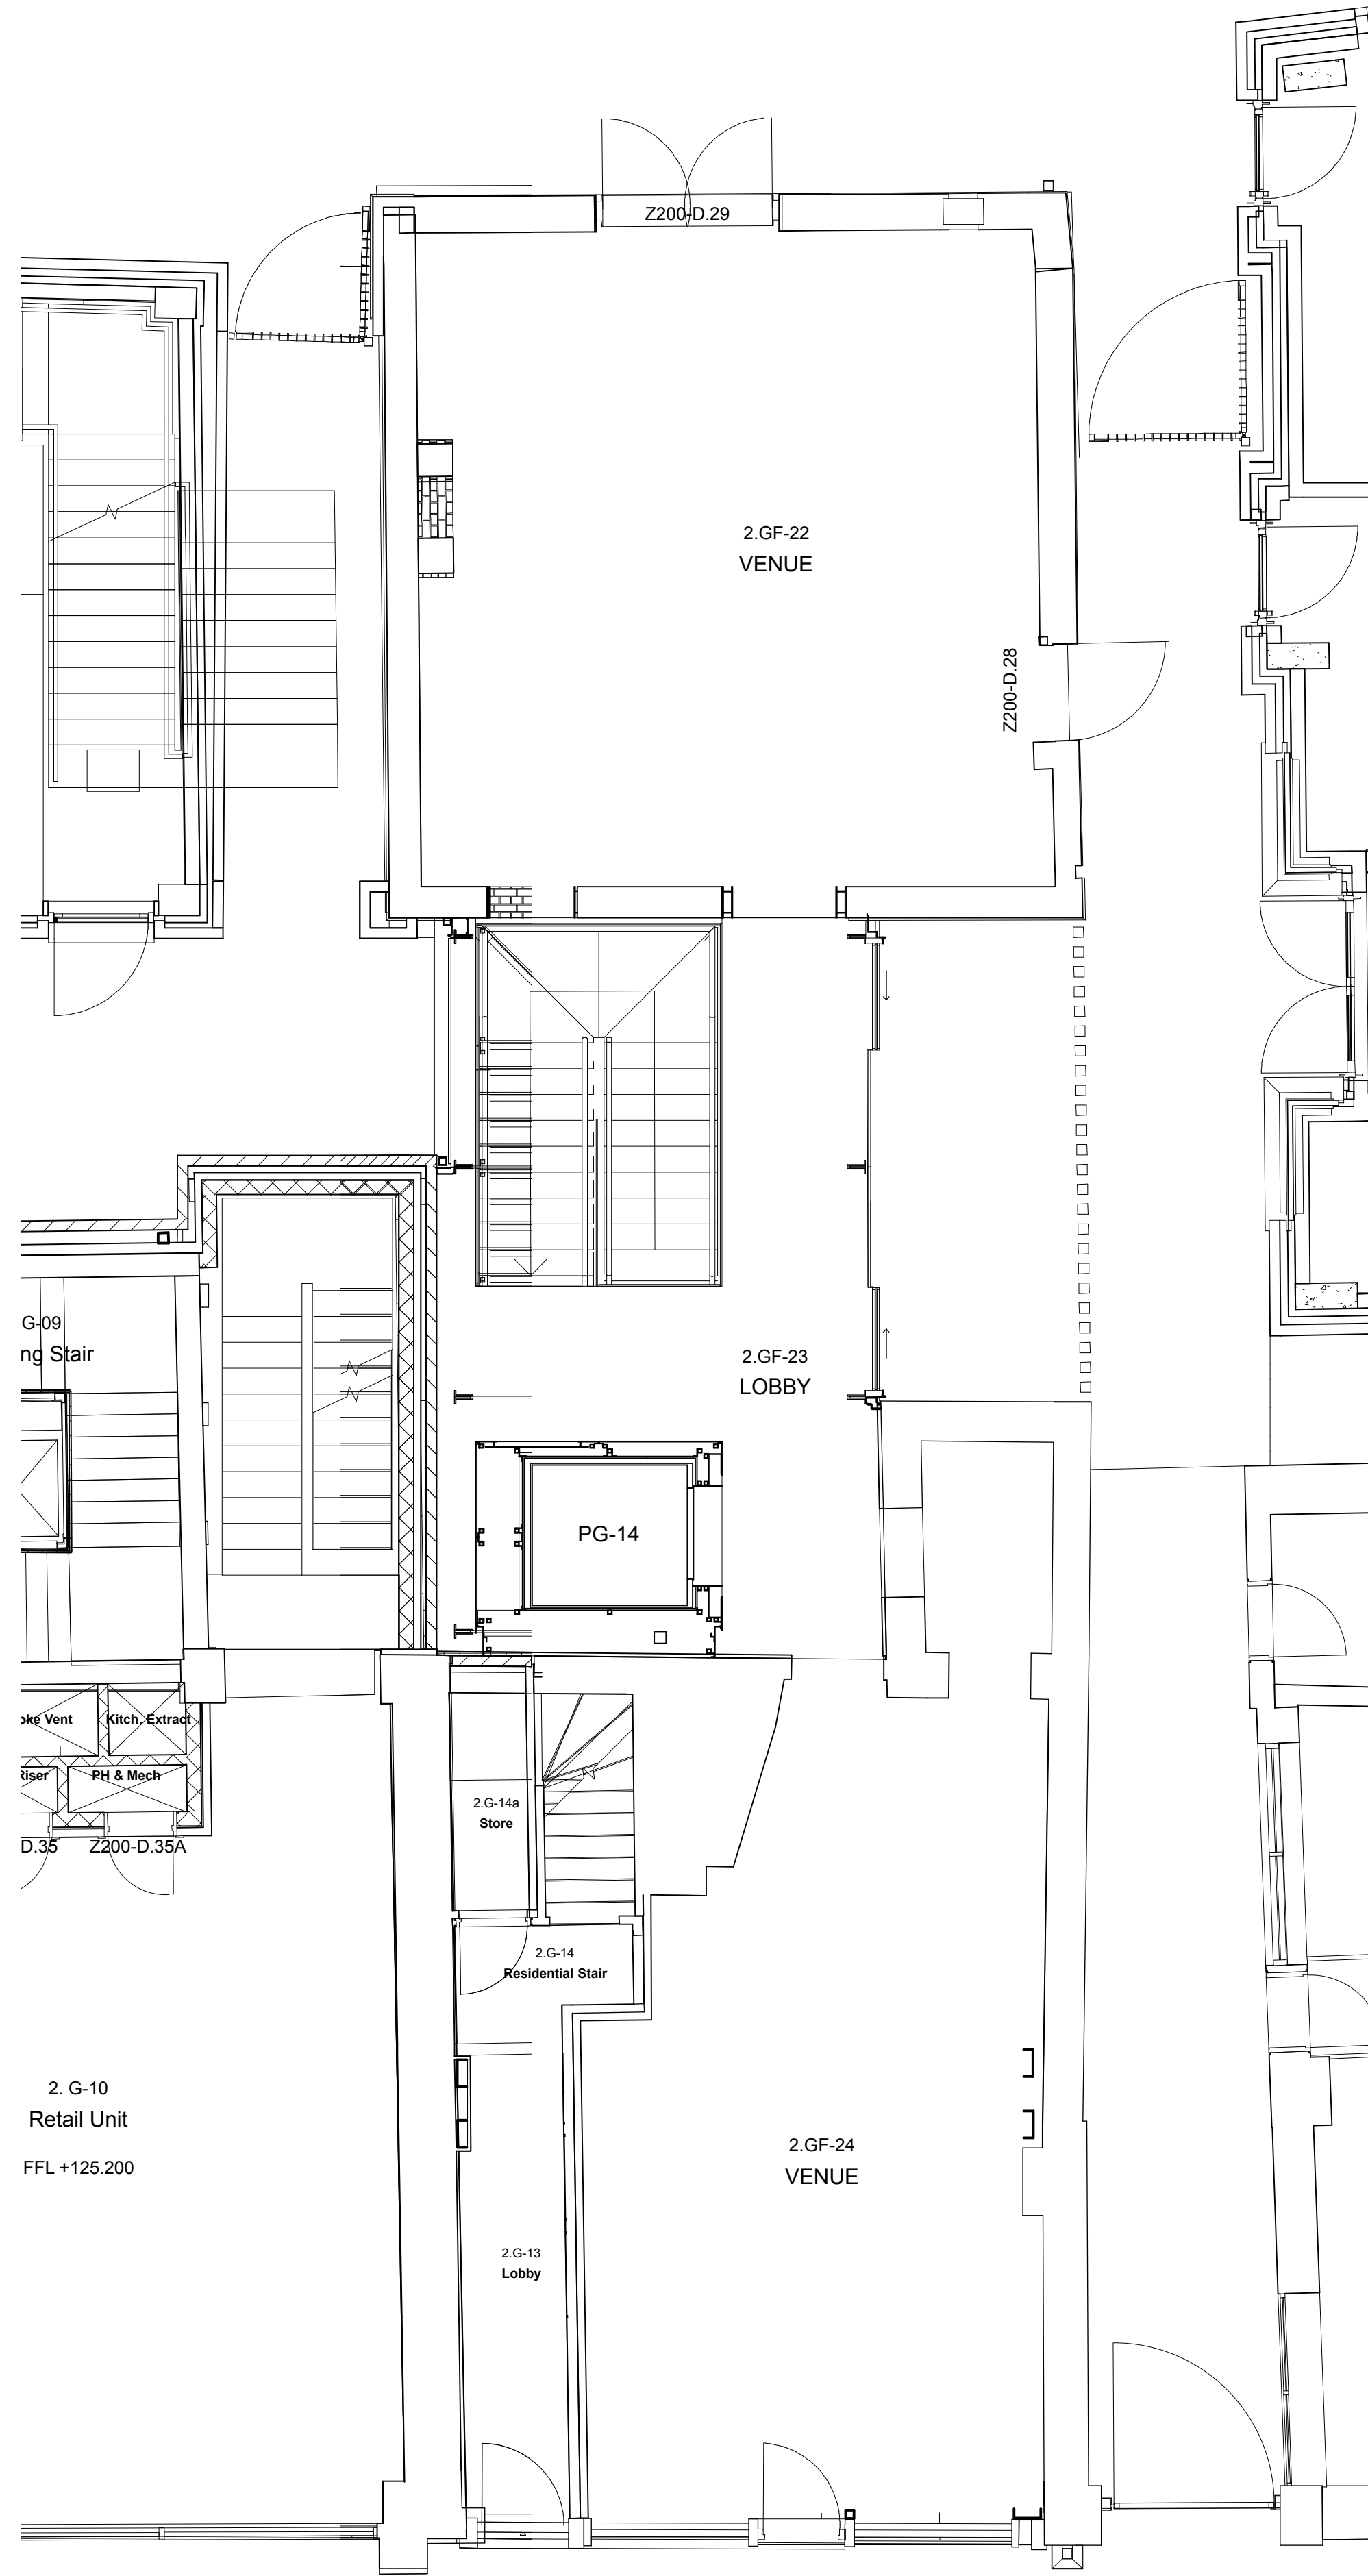 Z200-D.29
2.GF-22
VENUE
Z200-D.28
G-09
ng Stair
2.GF-23
LOBBY
PG-14
oke Vent
Kitch. Extract
Riser
PH & Mech
D.35
Z200-D.35A
2.G-14a
Store
2.G-14
Residential Stair
2. G-10
Retail Unit
FFL +125.200
2.GF-24
VENUE
2.G-13
Lobby